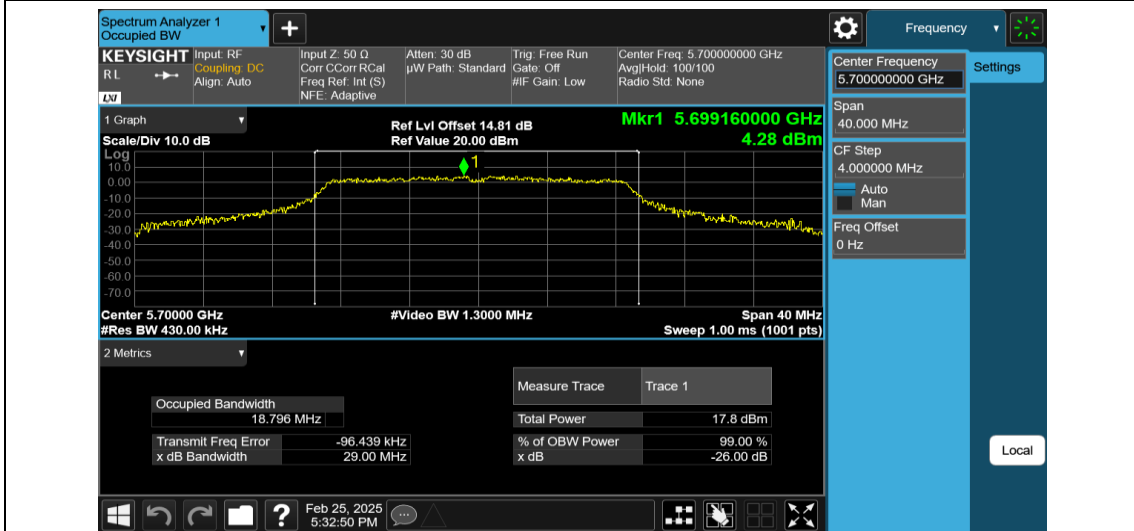 Spectrum Analyzer 1
Occupied BW
Frequency
KEYSIGHT
R L
LXI
Input: RF
Coupling: DC
Align: Auto
Input Z: 50 Ω
Corr CCorr RCal
Freq Ref: Int (S)
NFE: Adaptive
Atten: 30 dB
µW Path: Standard
Trig: Free Run
Gate: Off
#IF Gain: Low
Center Freq: 5.700000000 GHz
Avg|Hold: 100/100
Radio Std: None
Center Frequency
5.700000000 GHz
Settings
Span
40.000 MHz
CF Step
4.000000 MHz
Auto
Man
Freq Offset
0 Hz
1 Graph
Scale/Div 10.0 dB
Ref Lvl Offset 14.81 dB
Ref Value 20.00 dBm
Mkr1 5.699160000 GHz
4.28 dBm
Log
10.0
0.00
-10.0
-20.0
-30.0
-40.0
-50.0
-60.0
-70.0
1
Center 5.70000 GHz
#Res BW 430.00 kHz
#Video BW 1.3000 MHz
Span 40 MHz
Sweep 1.00 ms (1001 pts)
2 Metrics
Measure Trace Trace 1
Occupied Bandwidth
18.796 MHz
Total Power 17.8 dBm
Transmit Freq Error -96.439 kHz
% of OBW Power 99.00 %
x dB Bandwidth 29.00 MHz
x dB -26.00 dB
Local
Feb 25, 2025
5:32:50 PM